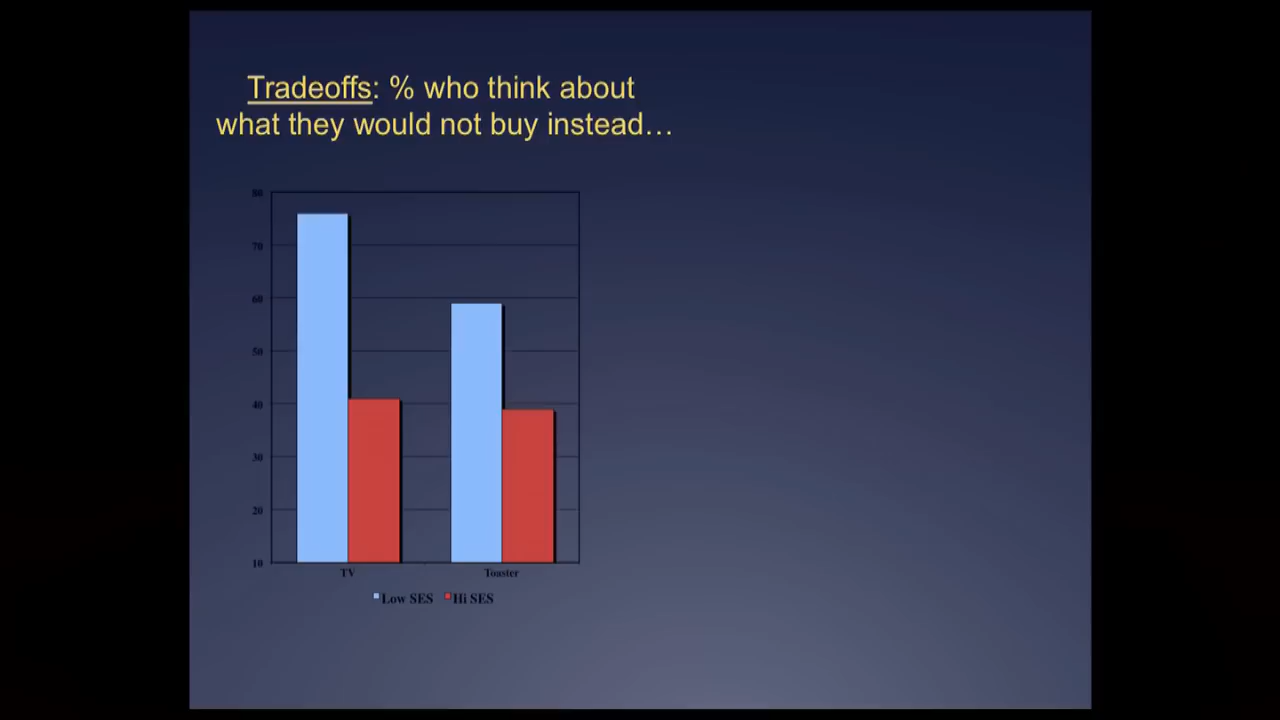 Tradeoffs: % who think about
what they would not buy instead…
80
70
60
50
40
30
20
10
TV Toaster
Low SES Hi SES